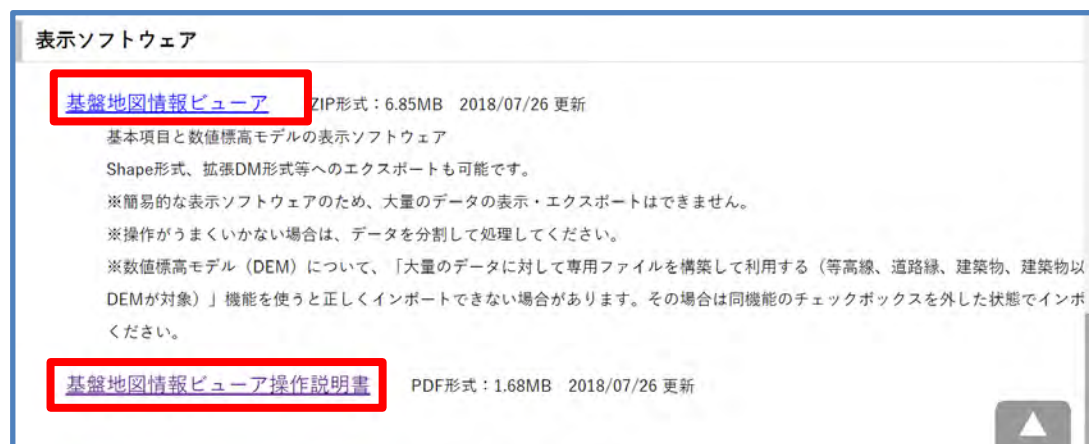 表示ソフトウェア
基盤地図情報ビューア ZIP形式：6.85MB 2018/07/26 更新
基本項目と数値標高モデルの表示ソフトウェア
Shape形式、拡張DM形式等へのエクスポートも可能です。
※簡易的な表示ソフトウェアのため、大量のデータの表示・エクスポートはできません。
※操作がうまくいかない場合は、データを分割して処理してください。
※数値標高モデル（DEM）について、「大量のデータに対して専用ファイルを構築して利用する（等高線、道路縁、建築物、建築物以
DEMが対象）」機能を使うと正しくインポートできない場合があります。その場合は同機能のチェックボックスを外した状態でインポ
ください。
基盤地図情報ビューア操作説明書 PDF形式：1.68MB 2018/07/26 更新